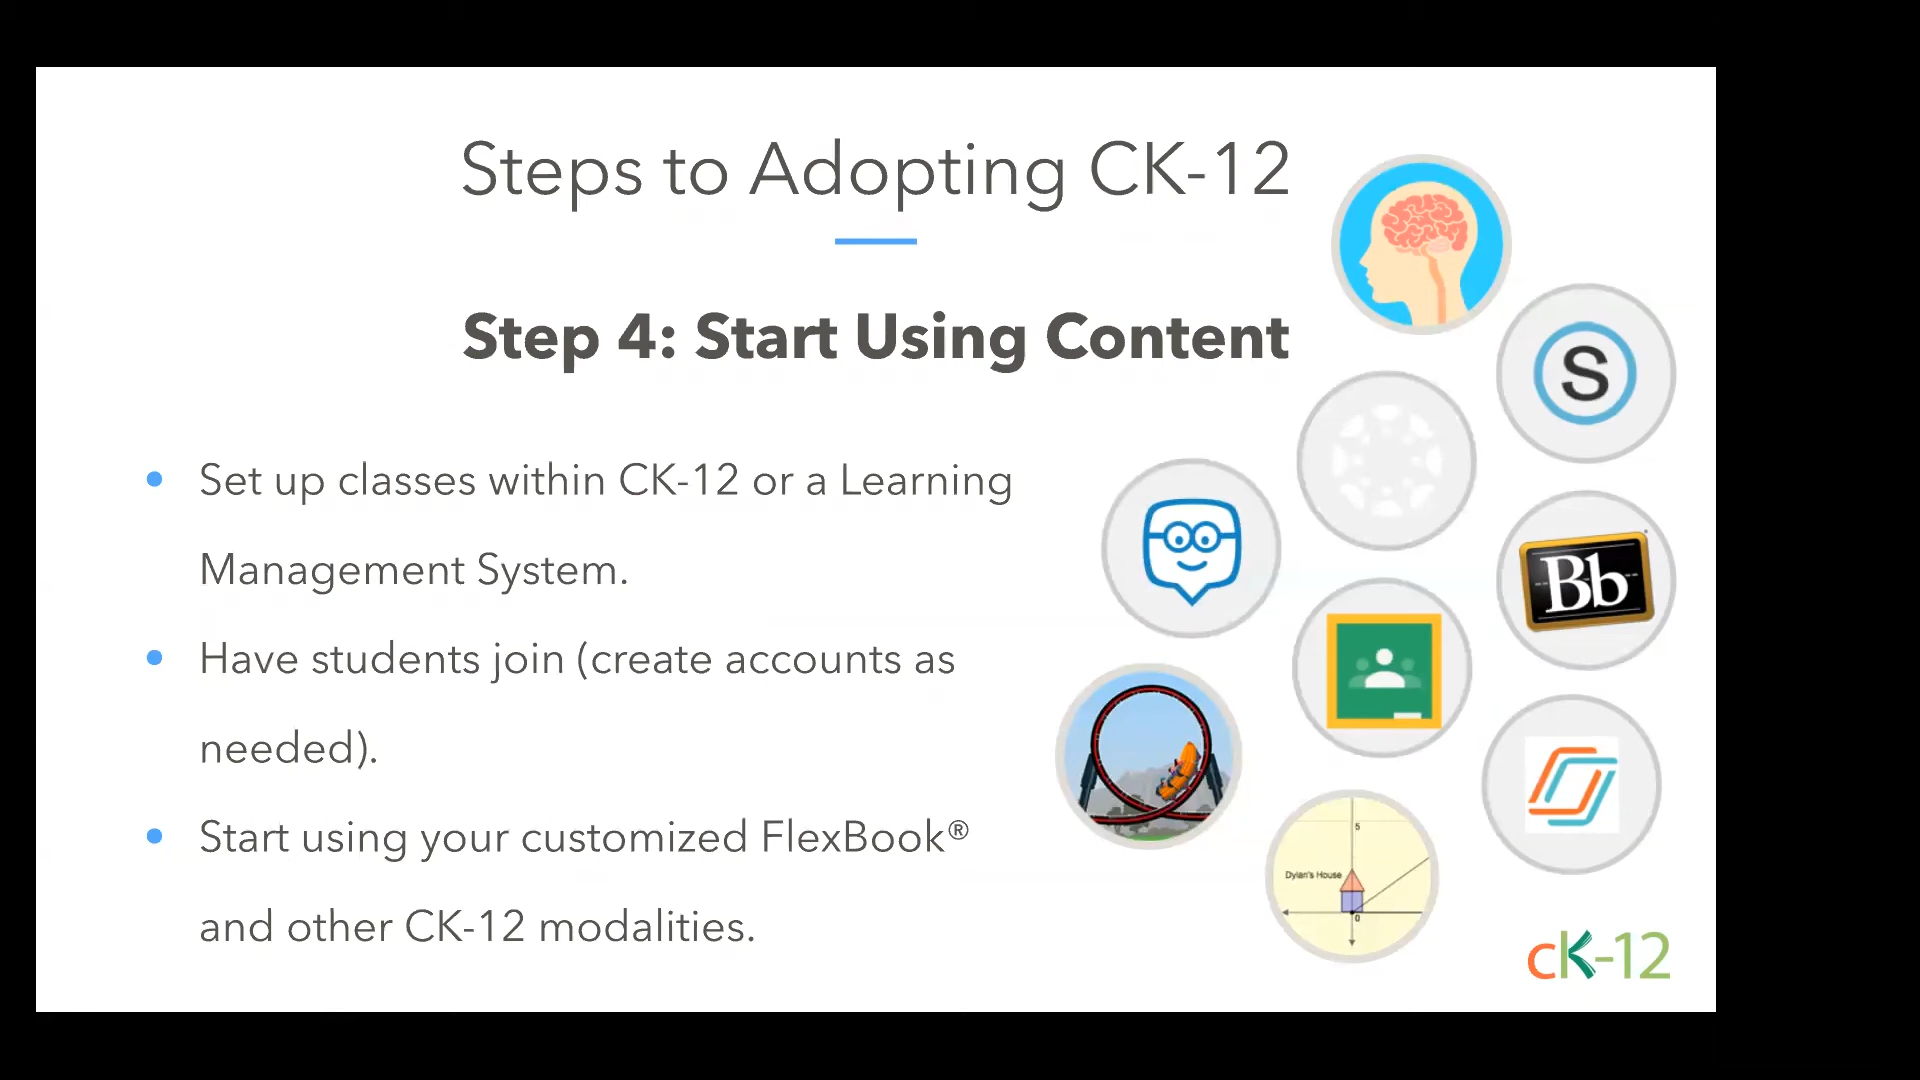 Steps to Adopting CK-12
Step 4: Start Using Content
• Set up classes within CK-12 or a Learning
Management System.
• Have students join (create accounts as
needed).
• Start using your customized FlexBook®
and other CK-12 modalities.
S
Bb
5
Dylan's House
0
cK-12